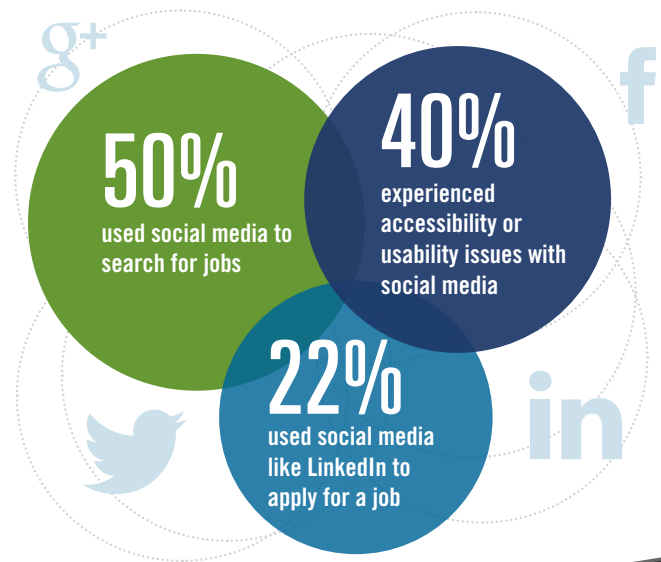 g+
f
50%
used social media to
search for jobs
40%
experienced
accessibility or
usability issues with
social media
22%
used social media
like LinkedIn to
apply for a job
in